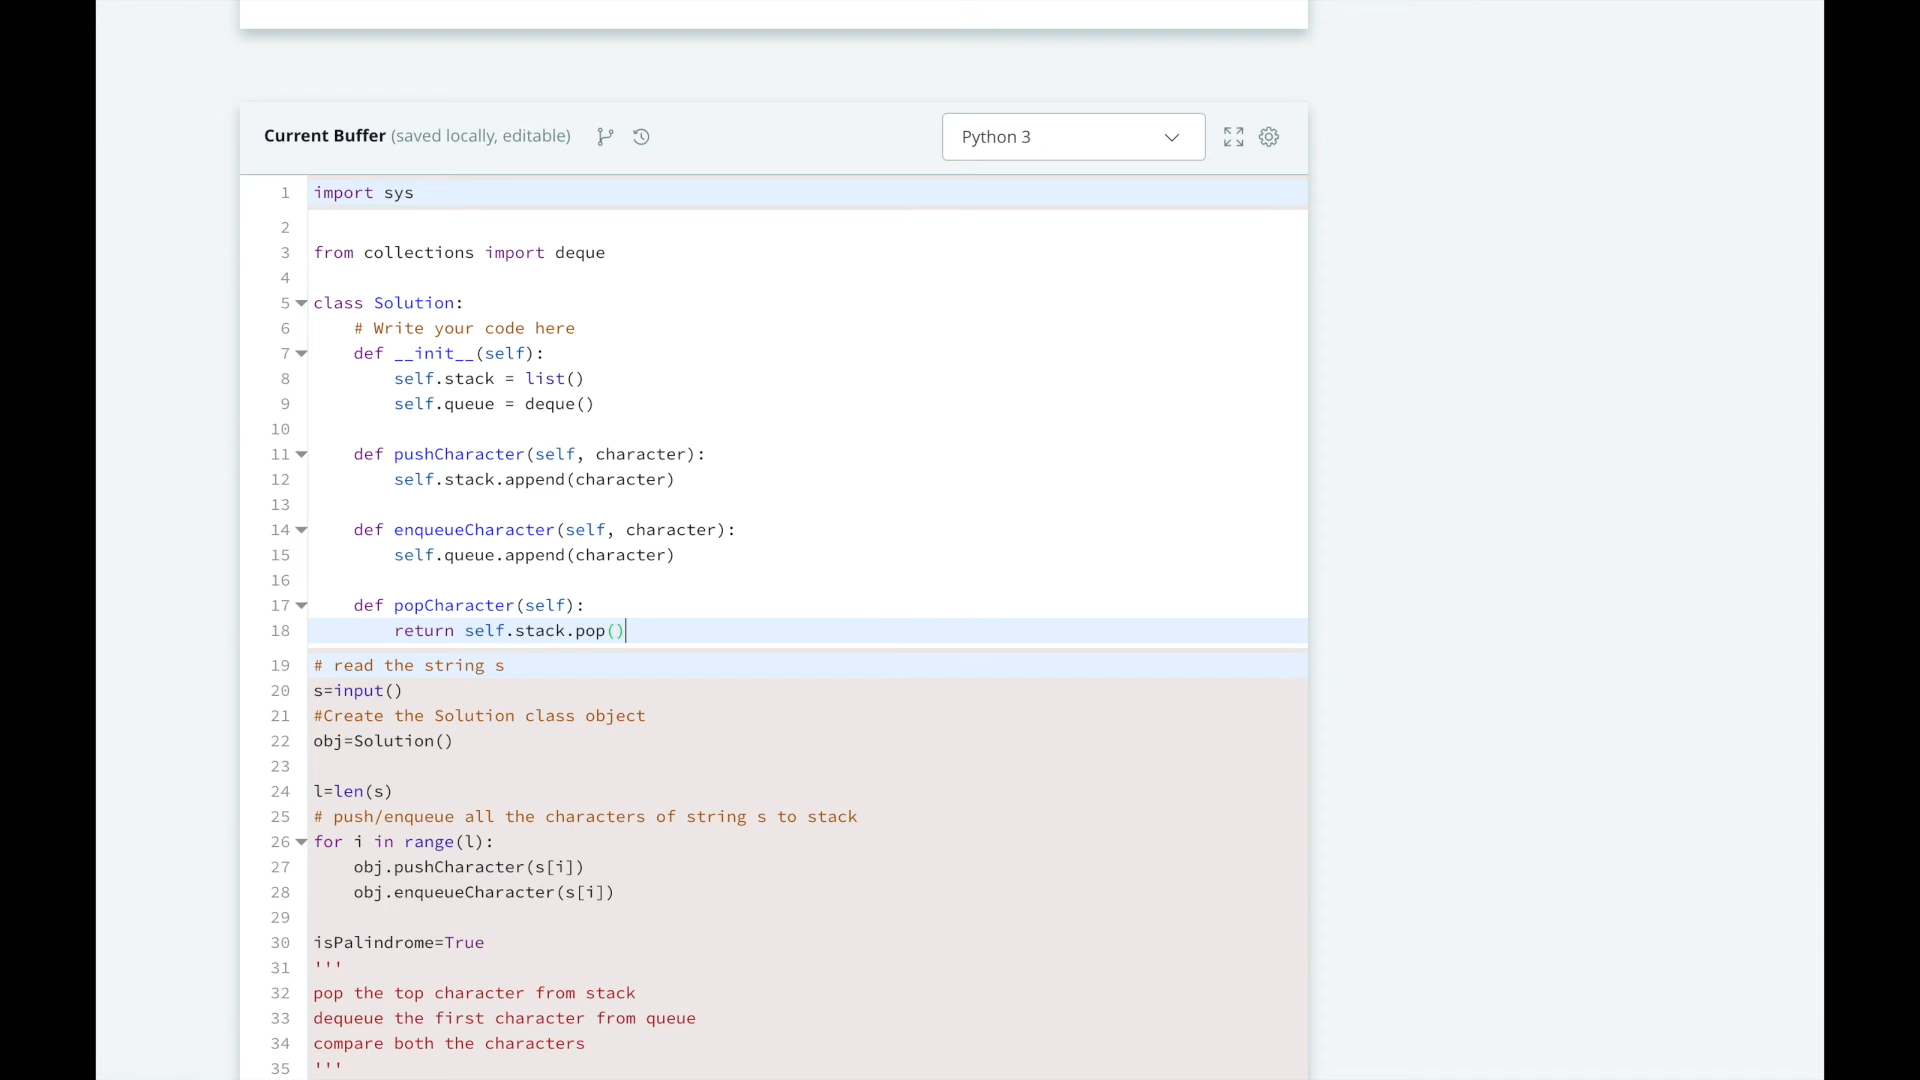 Current Buffer (saved locally, editable)
Python 3
1 import sys
2
3 from collections import deque
4
5 class Solution:
6     # Write your code here
7     def __init__(self):
8         self.stack = list()
9         self.queue = deque()
10
11     def pushCharacter(self, character):
12         self.stack.append(character)
13
14     def enqueueCharacter(self, character):
15         self.queue.append(character)
16
17     def popCharacter(self):
18         return self.stack.pop()
19 # read the string s
20 s=input()
21 #Create the Solution class object
22 obj=Solution()
23
24 l=len(s)
25 # push/enqueue all the characters of string s to stack
26 for i in range(l):
27     obj.pushCharacter(s[i])
28     obj.enqueueCharacter(s[i])
29
30 isPalindrome=True
31 '''
32 pop the top character from stack
33 dequeue the first character from queue
34 compare both the characters
35 '''